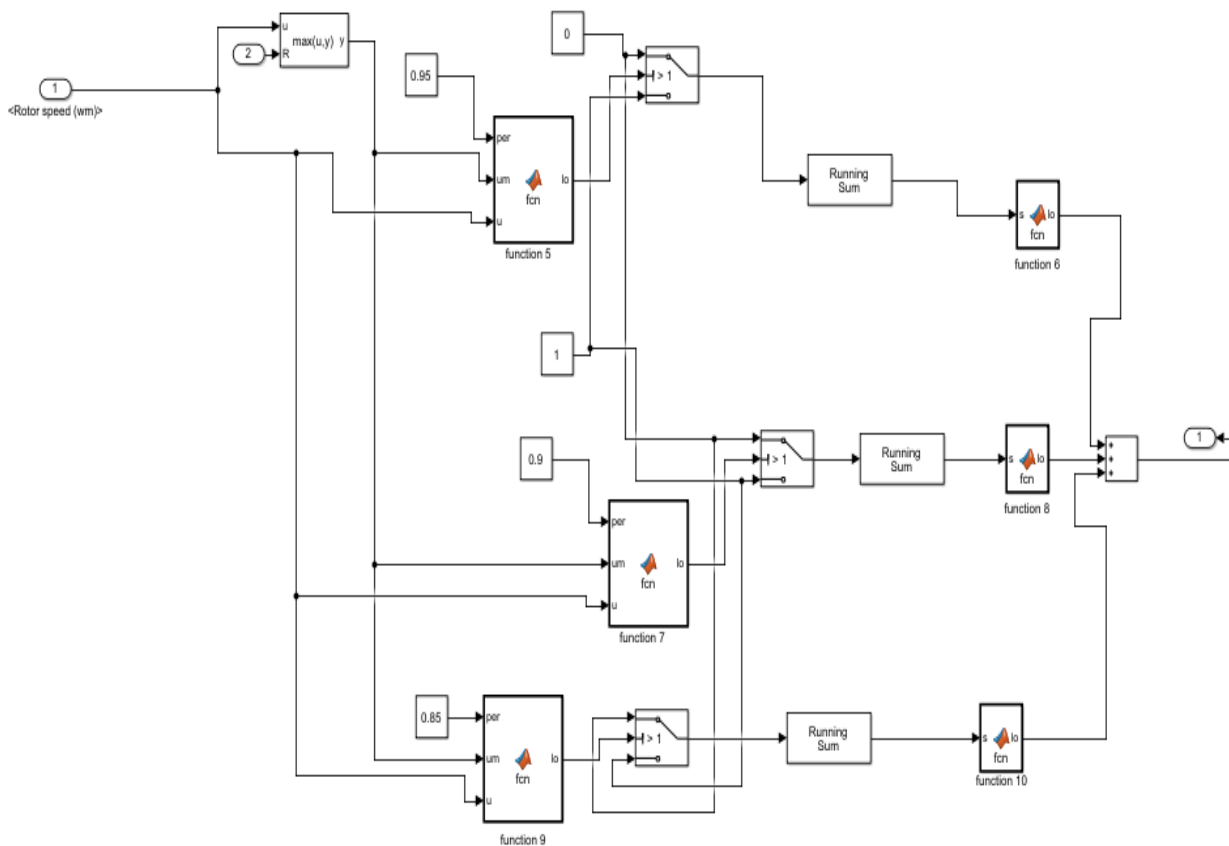 u
max(u,y)
y
R
2
1
<Rotor speed (wm)>
0
0.95
> 1
per
um
u
lo
fcn
function 5
Running
Sum
s
lo
fcn
function 6
1
0.9
> 1
Running
Sum
s
lo
fcn
function 8
+
+
+
1
per
um
u
lo
fcn
function 7
0.85
per
um
u
lo
fcn
function 9
> 1
Running
Sum
s
lo
fcn
function 10